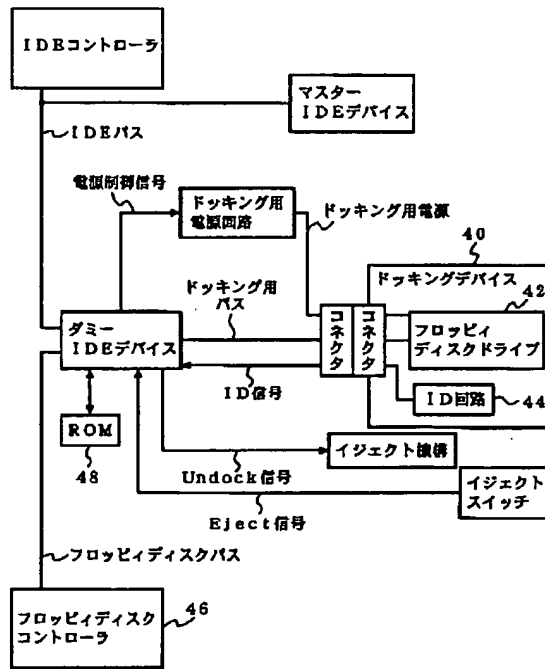 IDEコントローラ
マスター
IDEデバイス
IDEバス
電源制御信号
ドッキング用
電源回路
ドッキング用電源
40
ドッキングデバイス
42
ドッキング用
バス
コネクタ
コネクタ
フロッピィ
ディスクドライブ
ダミー
IDEデバイス
ID信号
ID回路
44
ROM
48
イジェクト機構
Undock信号
イジェクト
スイッチ
Eject信号
フロッピィディスクバス
フロッピィディスク
コントローラ
46